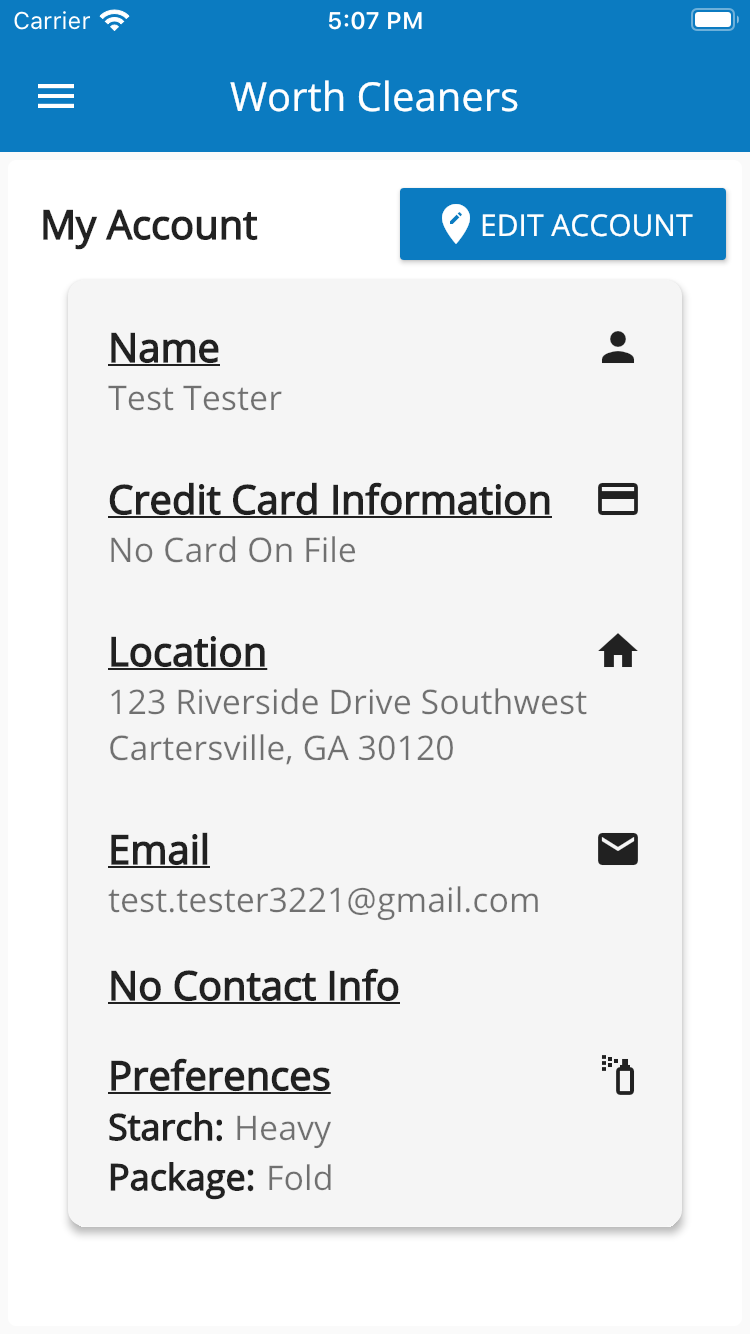 Carrier 5:07 PM
Worth Cleaners
My Account
EDIT ACCOUNT
Name
Test Tester
Credit Card Information
No Card On File
Location
123 Riverside Drive Southwest
Cartersville, GA 30120
Email
test.tester3221@gmail.com
No Contact Info
Preferences
Starch: Heavy
Package: Fold